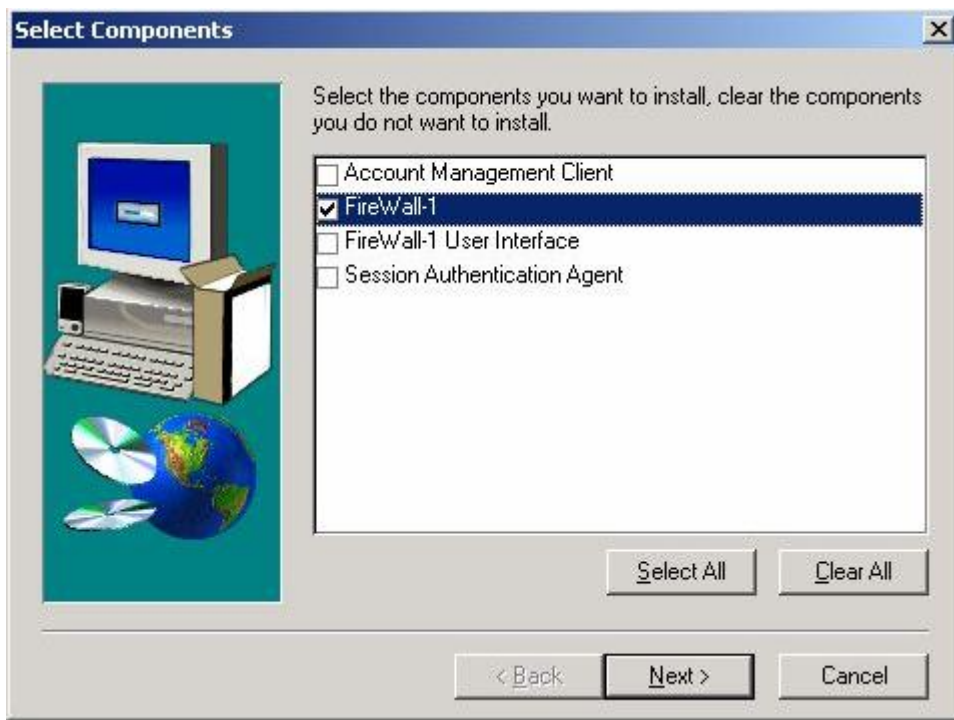 Select Components
Select the components you want to install, clear the components
you do not want to install.
Account Management Client
FireWall-1
FireWall-1 User Interface
Session Authentication Agent
Select All Clear All
< Back Next > Cancel